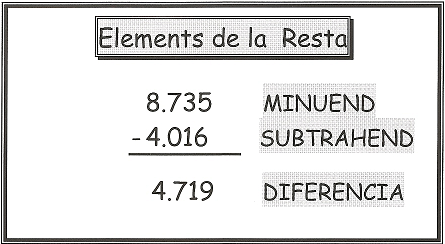 Elements de la Resta
8.735 MINUEND
-4.016 SUBTRAHEND
4.719 DIFERENCIA